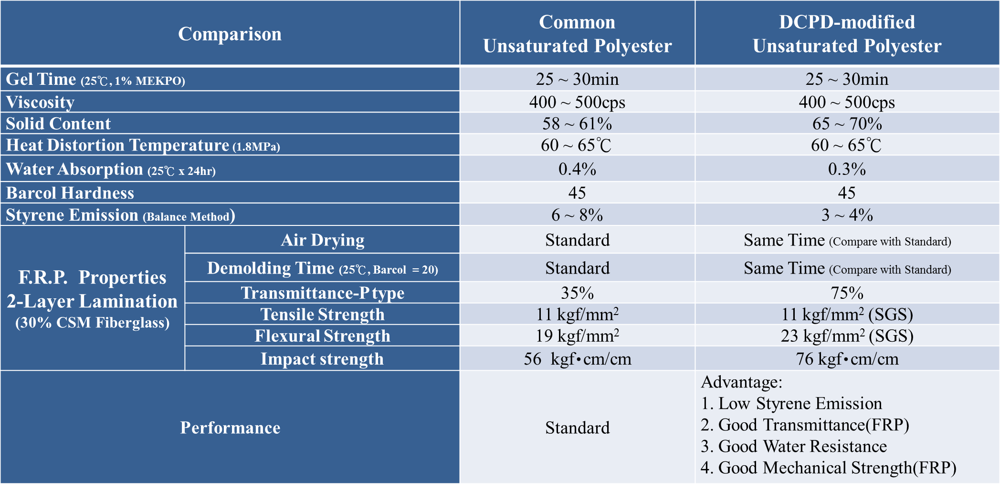 Comparison
Common
Unsaturated Polyester
DCPD-modified
Unsaturated Polyester
Gel Time (25℃, 1% MEKPO) 25 ~ 30min 25 ~ 30min
Viscosity 400 ~ 500cps 400 ~ 500cps
Solid Content 58 ~ 61% 65 ~ 70%
Heat Distortion Temperature (1.8MPa) 60 ~ 65℃ 60 ~ 65℃
Water Absorption (25℃ x 24hr) 0.4% 0.3%
Barcol Hardness 45 45
Styrene Emission (Balance Method) 6 ~ 8% 3 ~ 4%
F.R.P. Properties
2-Layer Lamination
(30% CSM Fiberglass)
Air Drying Standard Same Time (Compare with Standard)
Demolding Time (25℃, Barcol = 20) Standard Same Time (Compare with Standard)
Transmittance-P type 35% 75%
Tensile Strength 11 kgf/mm² 11 kgf/mm² (SGS)
Flexural Strength 19 kgf/mm² 23 kgf/mm² (SGS)
Impact strength 56 kgf·cm/cm 76 kgf·cm/cm
Performance
Standard
Advantage:
1. Low Styrene Emission
2. Good Transmittance(FRP)
3. Good Water Resistance
4. Good Mechanical Strength(FRP)